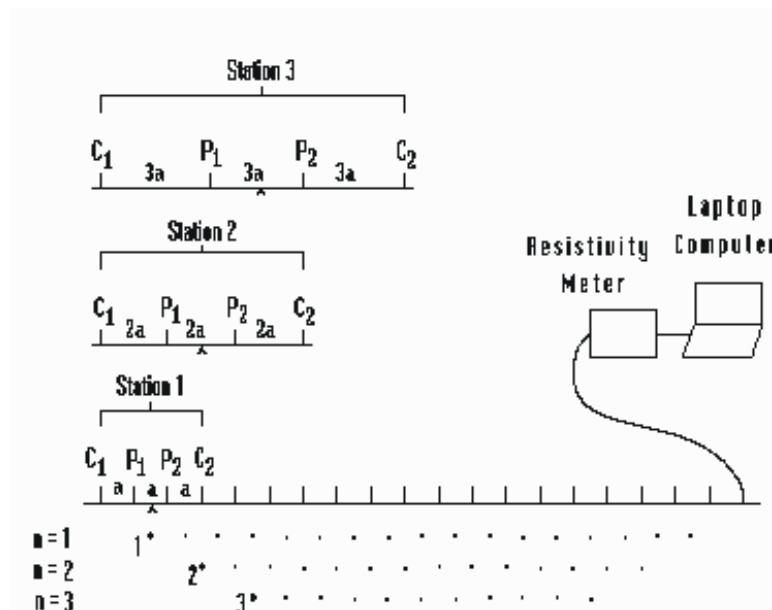 Station 3
C1 P1 P2 C2
3a 3a 3a
Laptop
Computer
Station 2
Resistivity
Meter
C1 P1 P2 C2
2a 2a 2a
Station 1
C1 P1 P2 C2
a a a
n = 1 1
n = 2 2
n = 3 3